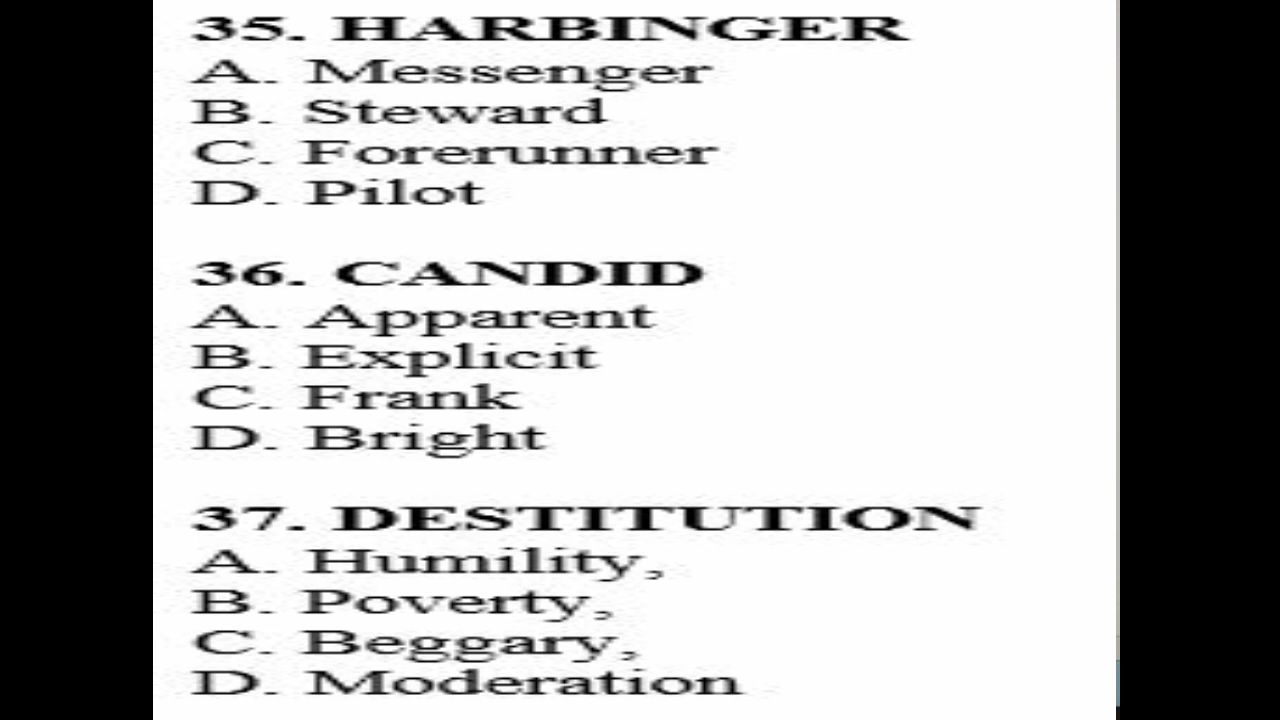 35. HARBINGER
A. Messenger
B. Steward
C. Forerunner
D. Pilot
36. CANDID
A. Apparent
B. Explicit
C. Frank
D. Bright
37. DESTITUTION
A. Humility,
B. Poverty,
C. Beggary,
D. Moderation